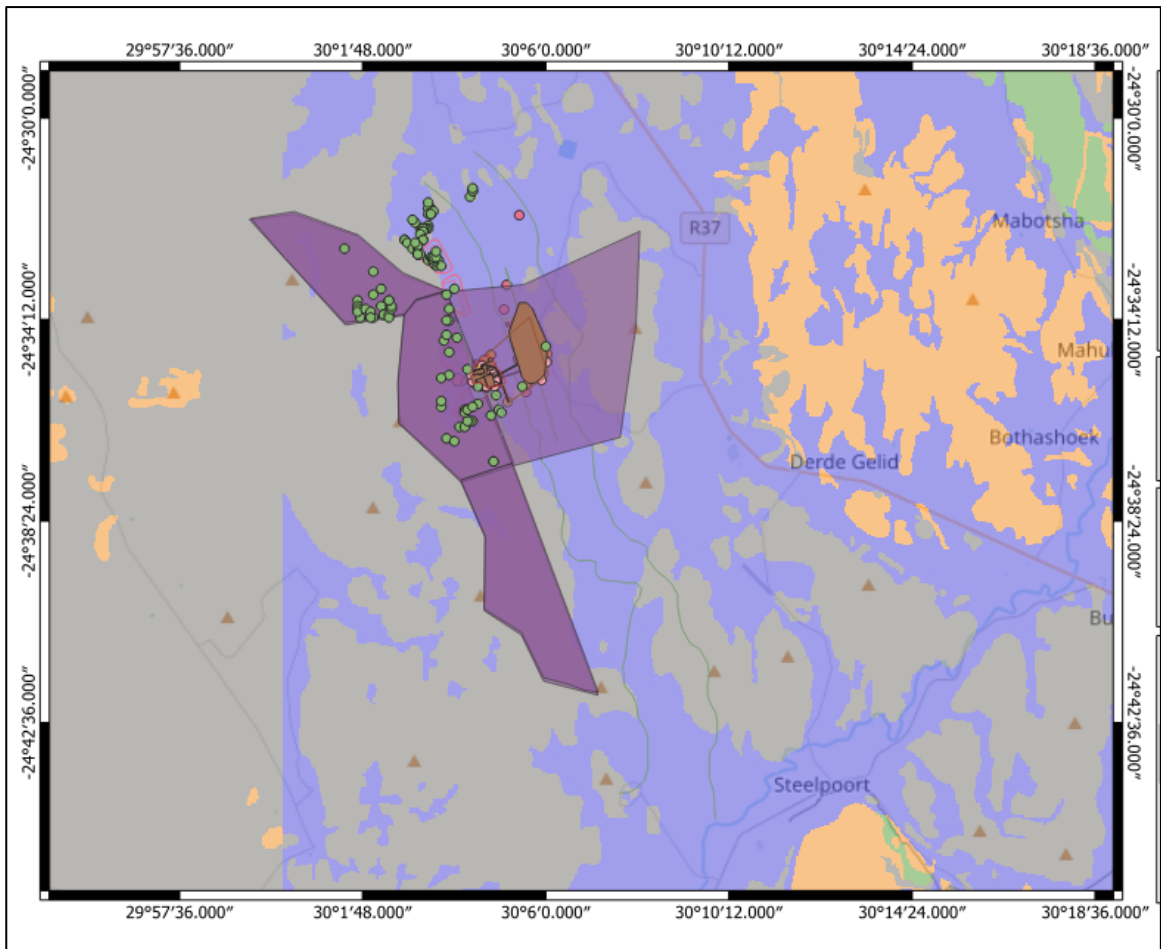 29°57′36.000″ 30°1′48.000″ 30°6′0.000″ 30°10′12.000″ 30°14′24.000″ 30°18′36.000″
-24°30′0.000″ -24°30′0.000″
R37
Mabotsha
-24°34′12.000″ -24°34′12.000″
Mahu
Bothashoek
Derde Gelid
-24°38′24.000″ -24°38′24.000″
Bu
-24°42′36.000″ -24°42′36.000″
Steelpoort
29°57′36.000″ 30°1′48.000″ 30°6′0.000″ 30°10′12.000″ 30°14′24.000″ 30°18′36.000″